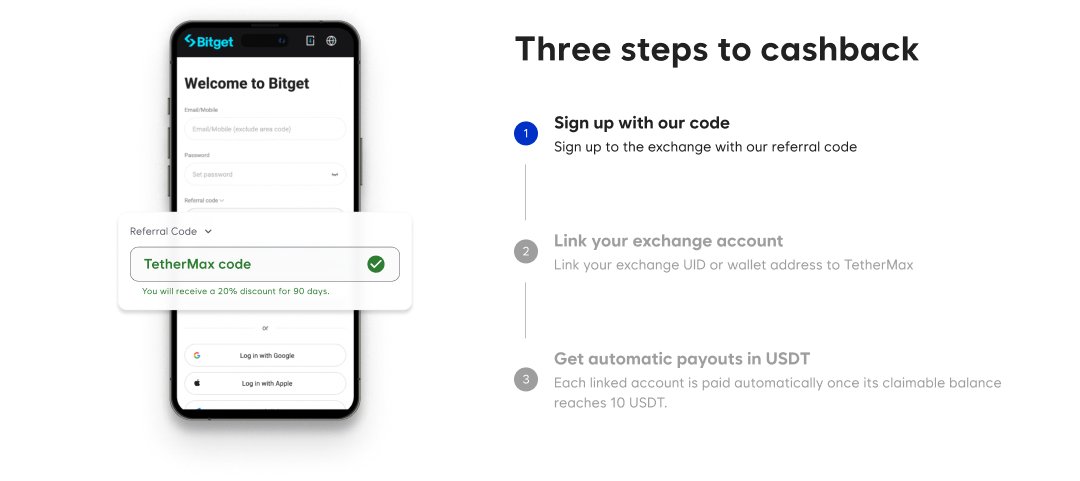 Bitget
Welcome to Bitget
Email/Mobile
Email/Mobile (exclude area code)
Password
Set password
Referral code
Referral Code
TetherMax code
You will receive a 20% discount for 90 days.
or
Log in with Google
Log in with Apple
Three steps to cashback
1
Sign up with our code
Sign up to the exchange with our referral code
2
Link your exchange account
Link your exchange UID or wallet address to TetherMax
3
Get automatic payouts in USDT
Each linked account is paid automatically once its claimable balance
reaches 10 USDT.